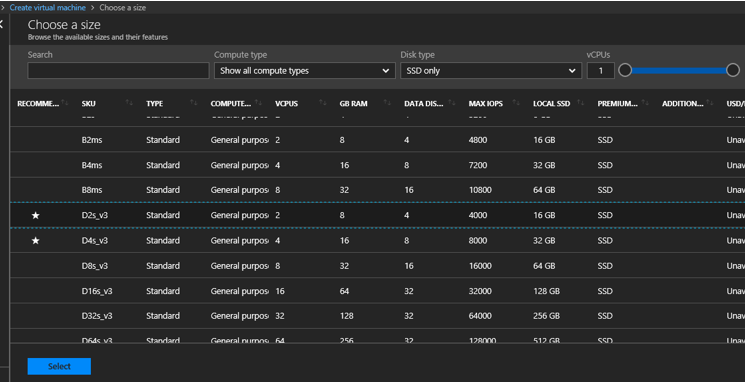 Create virtual machine > Choose a size
Choose a size
Browse the available sizes and their features
Search Compute type Disk type vCPUs
Show all compute types SSD only 1
RECOMME... SKU TYPE COMPUTE... VCPUS GB RAM DATA DIS... MAX IOPS LOCAL SSD PREMIUM... ADDITION... USD/
B2ms Standard General purpos 2 8 4 4800 16 GB SSD Unav
B4ms Standard General purpos 4 16 8 7200 32 GB SSD Unav
B8ms Standard General purpos 8 32 16 10800 64 GB SSD Unav
★ D2s_v3 Standard General purpos 2 8 4 4000 16 GB SSD Unav
★ D4s_v3 Standard General purpos 4 16 8 8000 32 GB SSD Unav
D8s_v3 Standard General purpos 8 32 16 16000 64 GB SSD Unav
D16s_v3 Standard General purpos 16 64 32 32000 128 GB SSD Unav
D32s_v3 Standard General purpos 32 128 32 64000 256 GB SSD Unav
D64s_v3 Standard General purpos 64 256 32 128000 512 GB SSD Unav
Select